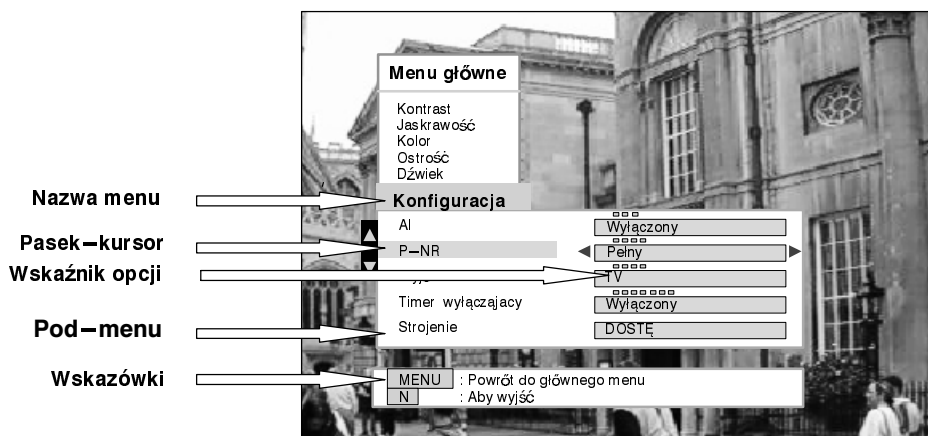 Menu główne
Kontrast
Jaskrawość
Kolor
Ostrość
Dźwiek
Nazwa menu
Konfiguracja
AI
Wyłączony
Pasek–kursor
P–NR
Pełny
Wskaźnik opcji
TV
Timer wyłączajacy
Wyłączony
Pod–menu
Strojenie
DOSTĘ
Wskazówki
MENU : Powrót do głównego menu
N : Aby wyjść